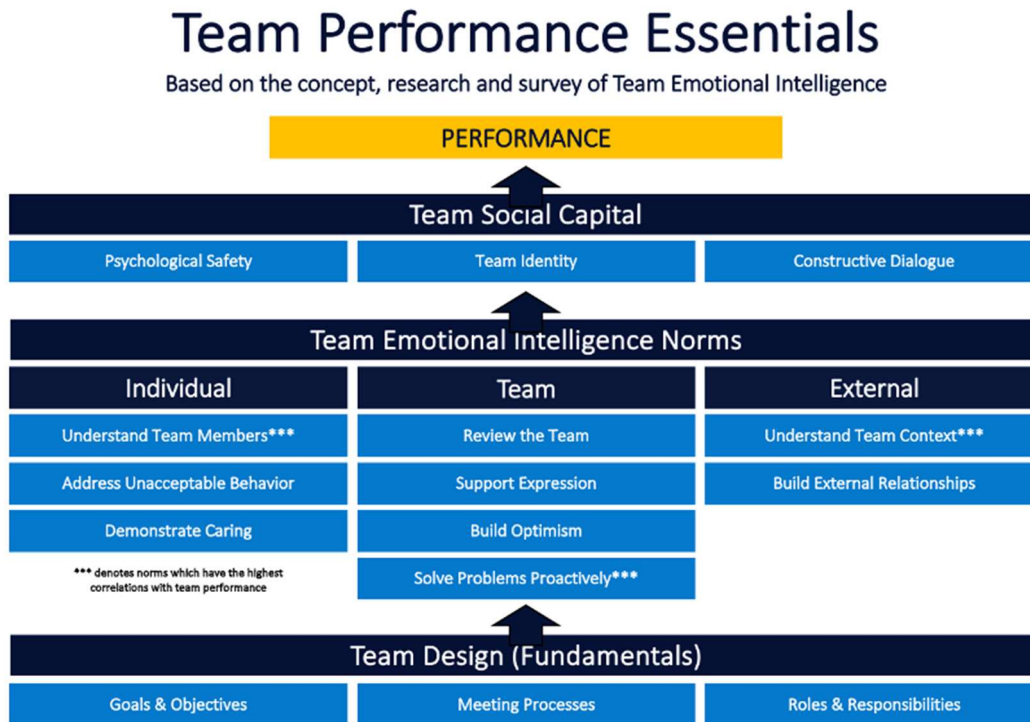 Team Performance Essentials
Based on the concept, research and survey of Team Emotional Intelligence
PERFORMANCE
Team Social Capital
Psychological Safety
Team Identity
Constructive Dialogue
Team Emotional Intelligence Norms
Individual
Team
External
Understand Team Members***
Review the Team
Understand Team Context***
Address Unacceptable Behavior
Support Expression
Build External Relationships
Demonstrate Caring
Build Optimism
*** denotes norms which have the highest
correlations with team performance
Solve Problems Proactively***
Team Design (Fundamentals)
Goals & Objectives
Meeting Processes
Roles & Responsibilities